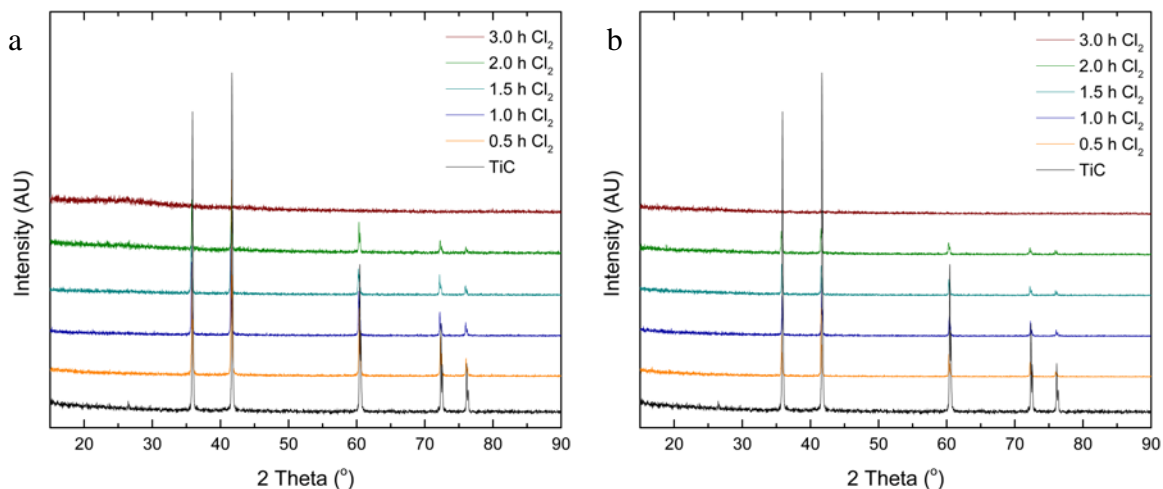 a
3.0 h Cl₂
2.0 h Cl₂
1.5 h Cl₂
1.0 h Cl₂
0.5 h Cl₂
TiC
Intensity (AU)
20 30 40 50 60 70 80 90
2 Theta (°)
b
3.0 h Cl₂
2.0 h Cl₂
1.5 h Cl₂
1.0 h Cl₂
0.5 h Cl₂
TiC
Intensity (AU)
20 30 40 50 60 70 80 90
2 Theta (°)